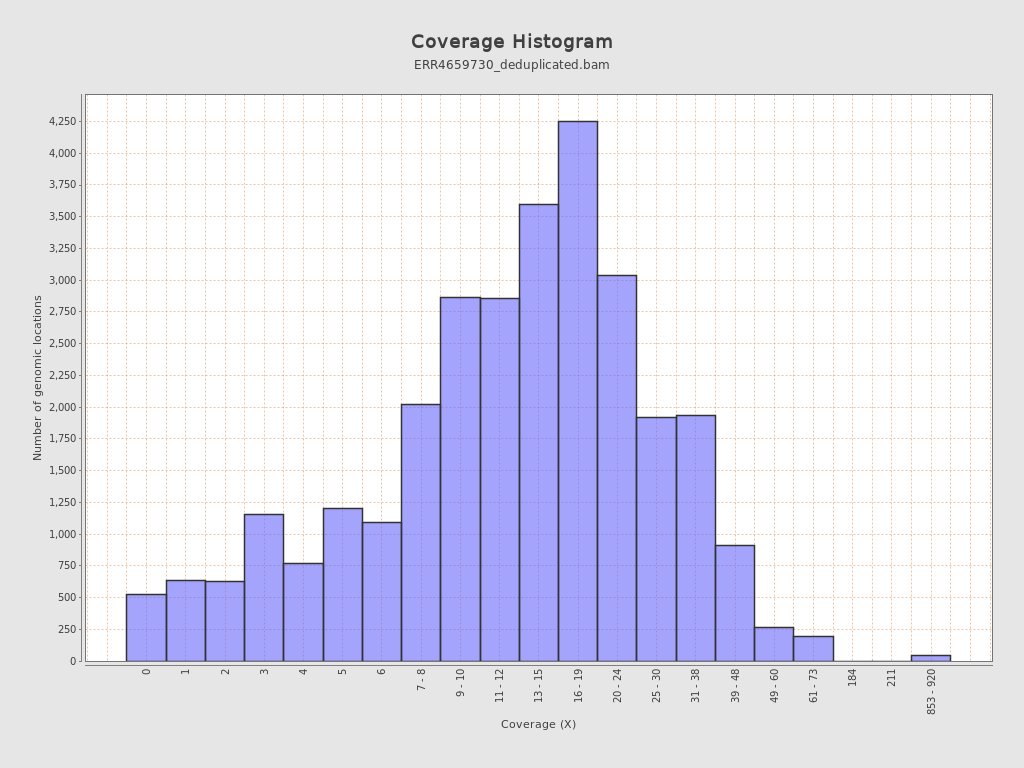 Coverage Histogram
ERR4659730_deduplicated.bam
Number of genomic locations
4,250
4,000
3,750
3,500
3,250
3,000
2,750
2,500
2,250
2,000
1,750
1,500
1,250
1,000
750
500
250
0
0
1
2
3
4
5
6
7 - 8
9 - 10
11 - 12
13 - 15
16 - 19
20 - 24
25 - 30
31 - 38
39 - 48
49 - 60
61 - 73
184
211
853 - 920
Coverage (X)